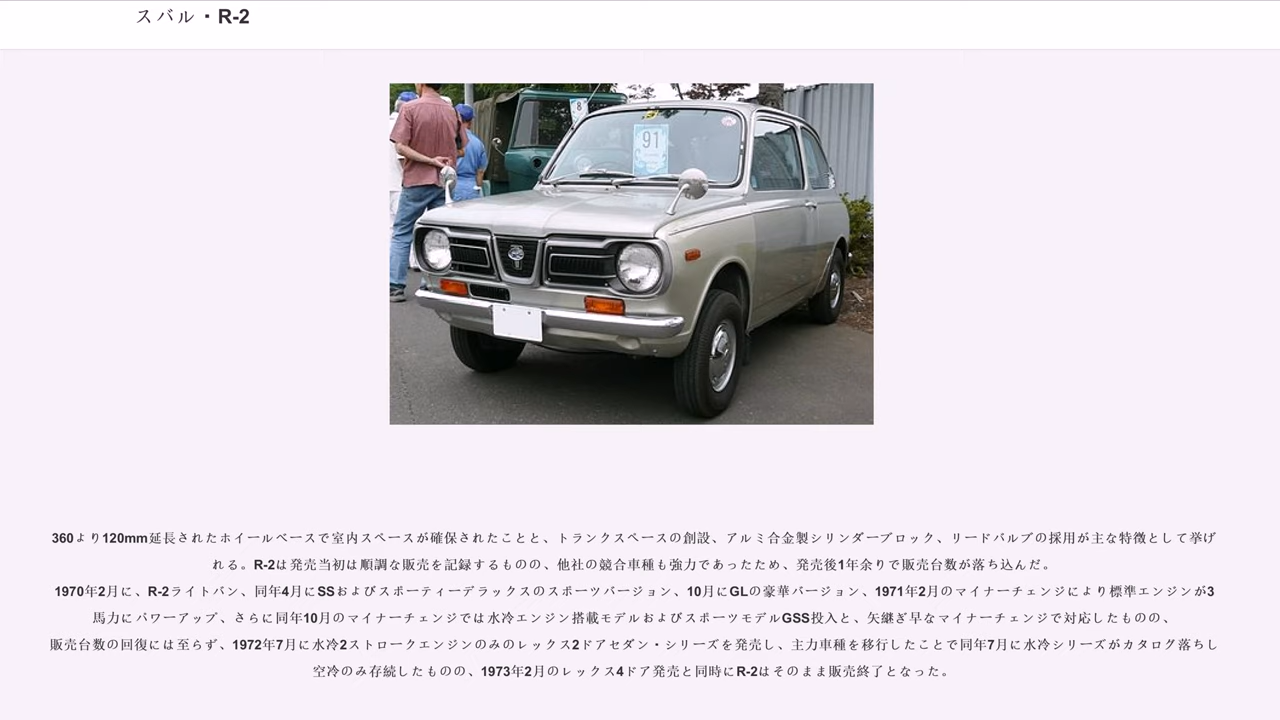 スバル・R-2
8
91
360より120mm延長されたホイールベースで室内スペースが確保されたことと、トランクスペースの創設、アルミ合金製シリンダーブロック、リードバルブの採用が主な特徴として挙げ
れる。R-2は発売当初は順調な販売を記録するものの、他社の競合車種も強力であったため、発売後1年余りで販売台数が落ち込んだ。
1970年2月に、R-2ライトバン、同年4月にSSおよびスポーティーデラックスのスポーツバージョン、10月にGLの豪華バージョン、1971年2月のマイナーチェンジにより標準エンジンが3
馬力にパワーアップ、さらに同年10月のマイナーチェンジでは水冷エンジン搭載モデルおよびスポーツモデルGSS投入と、矢継ぎ早なマイナーチェンジで対応したものの、
販売台数の回復には至らず、1972年7月に水冷2ストロークエンジンのみのレックス2ドアセダン・シリーズを発売し、主力車種を移行したことで同年7月に水冷シリーズがカタログ落ちし
空冷のみ存続したものの、1973年2月のレックス4ドア発売と同時にR-2はそのまま販売終了となった。